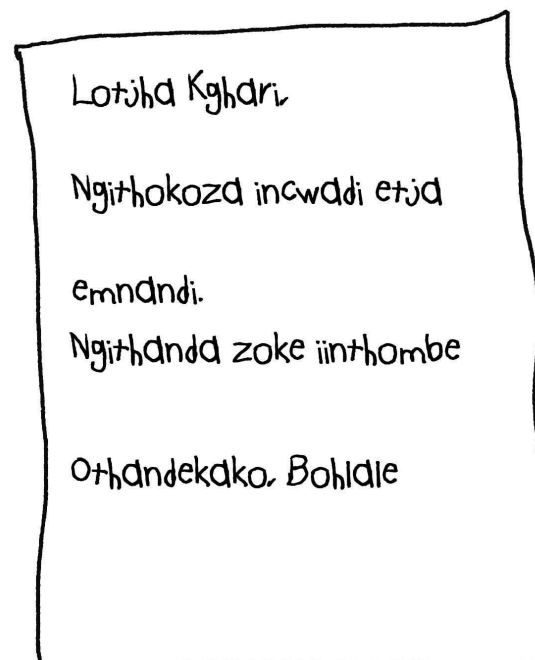 Lotjha Kghari,
Ngithokoza incwadi etja
emnandi.
Ngithanda zoke iinthombe
Othandekako, Bohlale